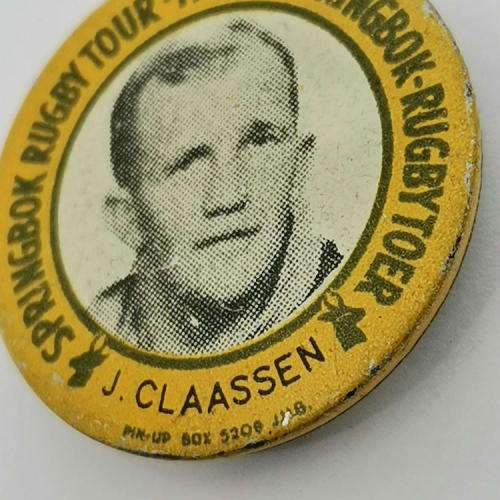 SPRINGBOK RUGBY TOUR
SPRINGBOK-RUGBYTOER
J. CLAASSEN
PIN-UP BOX 5206 JHB.